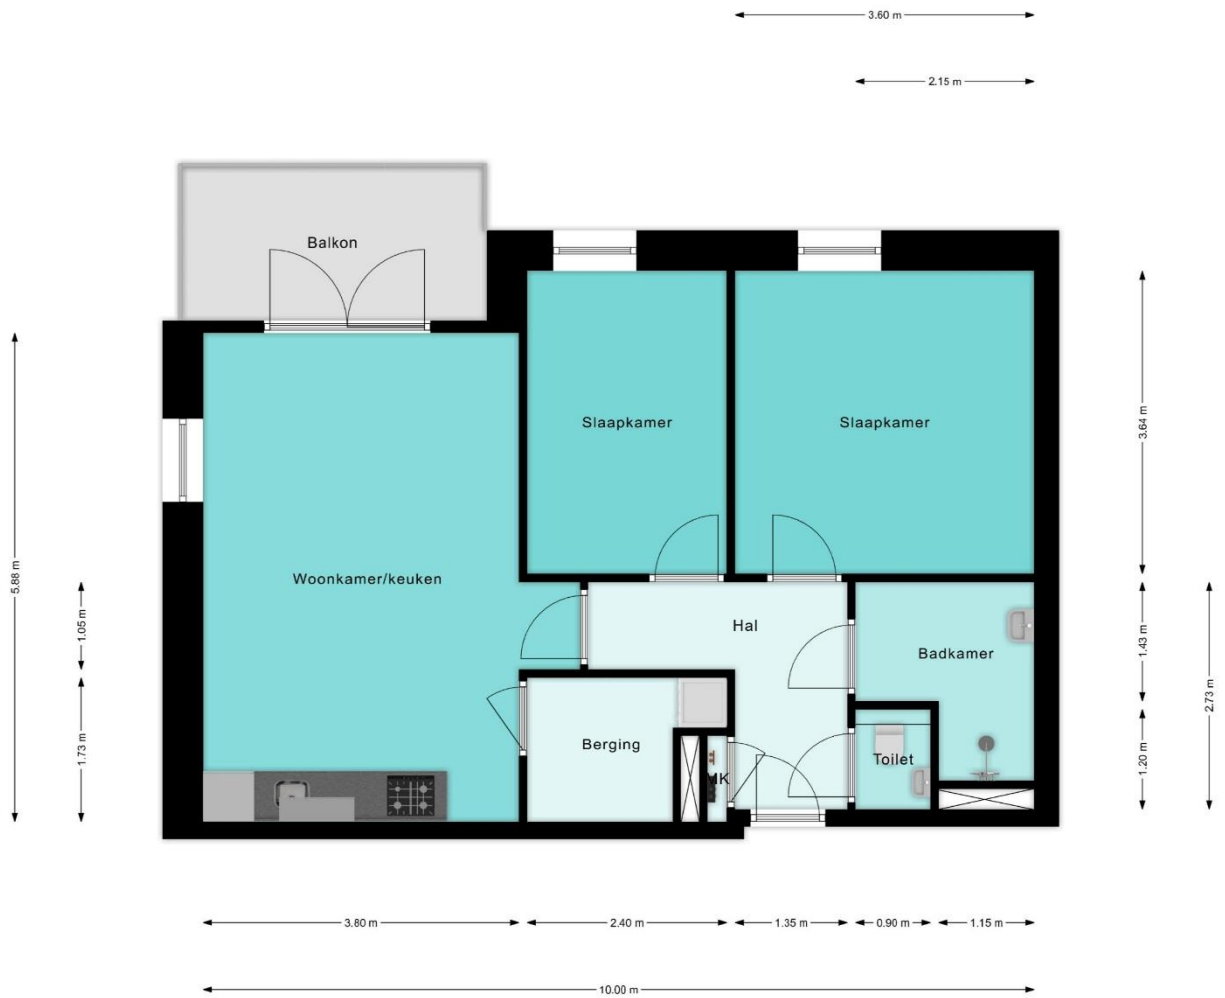 3.60 m
2.15 m
Balkon
Slaapkamer
Slaapkamer
3.64 m
5.88 m
Woonkamer/keuken
1.05 m
Hal
Badkamer
1.43 m
2.73 m
1.73 m
Berging
MK
Toilet
1.20 m
3.80 m
2.40 m
1.35 m
0.90 m
1.15 m
10.00 m